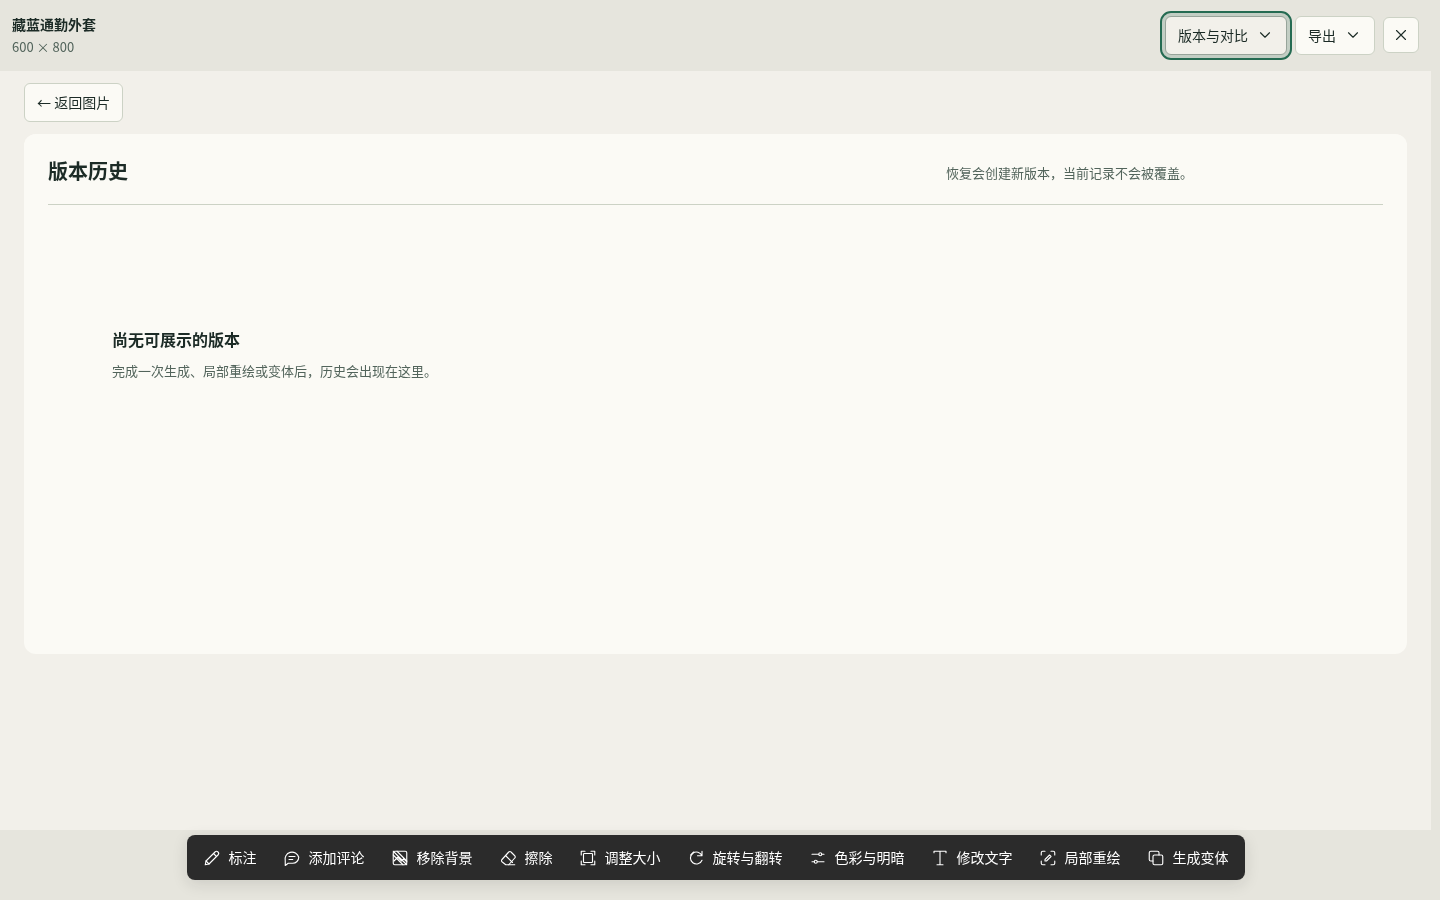 藏蓝通勤外套
600 × 800
版本与对比
导出
← 返回图片
版本历史
恢复会创建新版本，当前记录不会被覆盖。
尚无可展示的版本
完成一次生成、局部重绘或变体后，历史会出现在这里。
标注
添加评论
移除背景
擦除
调整大小
旋转与翻转
色彩与明暗
修改文字
局部重绘
生成变体